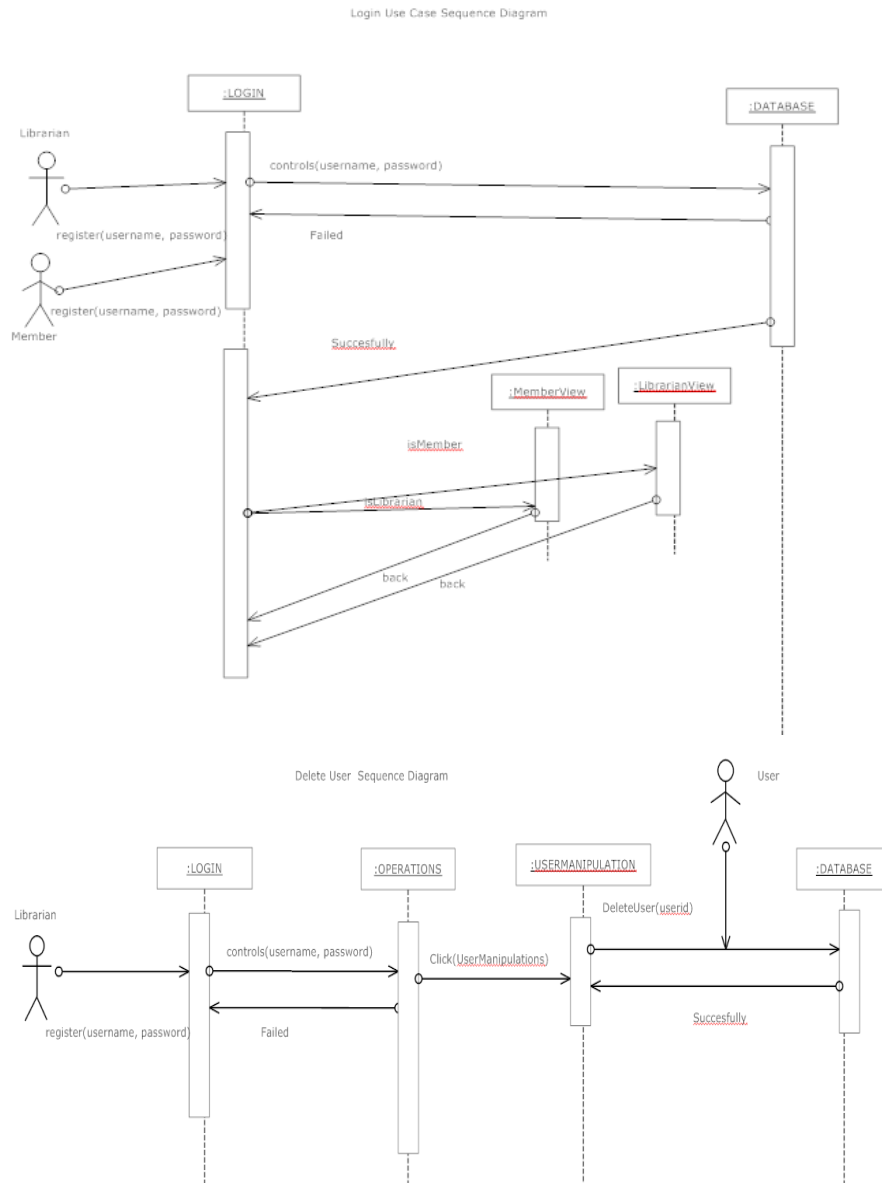 Login Use Case Sequence Diagram
:LOGIN
:DATABASE
Librarian
controls(username, password)
register(username, password)
Failed
register(username, password)
Member
Succesfully
:MemberView
:LibrarianView
isMember
isLibrarian
back
back
Delete User Sequence Diagram
User
:LOGIN
:OPERATIONS
:USERMANIPULATION
:DATABASE
Librarian
DeleteUser(userid)
controls(username, password)
Click(UserManipulations)
register(username, password)
Failed
Succesfully